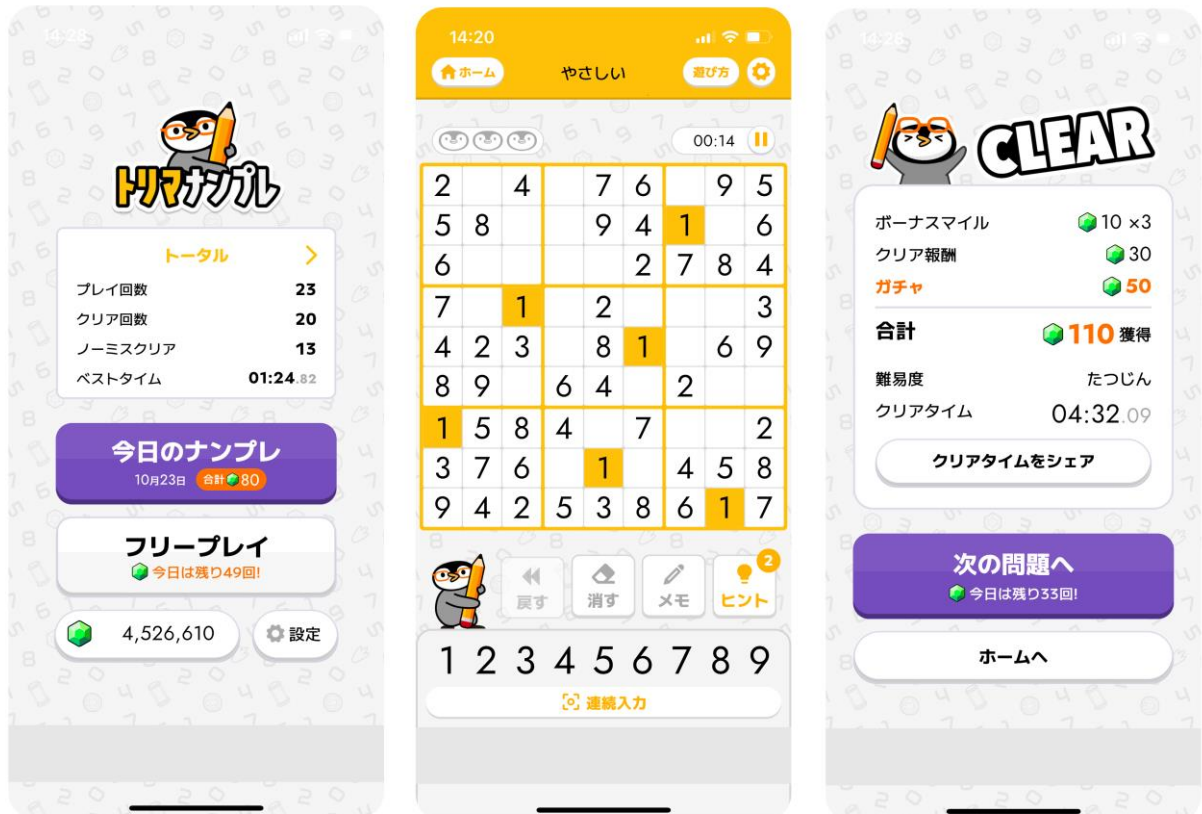 14:28
トリマナンプレ
トータル
プレイ回数 23
クリア回数 20
ノーミスクリア 13
ベストタイム 01:24.82
今日のナンプレ
10月23日 合計 80
フリープレイ
今日は残り49回!
4,526,610 設定
14:20
ホーム やさしい 遊び方
00:14
2 4 7 6 9 5
5 8 9 4 1 6
6 2 7 8 4
7 1 2 3
4 2 3 8 1 6 9
8 9 6 4 2
1 5 8 4 7 2
3 7 6 1 4 5 8
9 4 2 5 3 8 6 1 7
戻す 消す メモ ヒント 2
1 2 3 4 5 6 7 8 9
連続入力
14:28
CLEAR
ボーナスマイル 10 ×3
クリア報酬 30
ガチャ 50
合計 110 獲得
難易度 たつじん
クリアタイム 04:32.09
クリアタイムをシェア
次の問題へ
今日は残り33回!
ホームへ